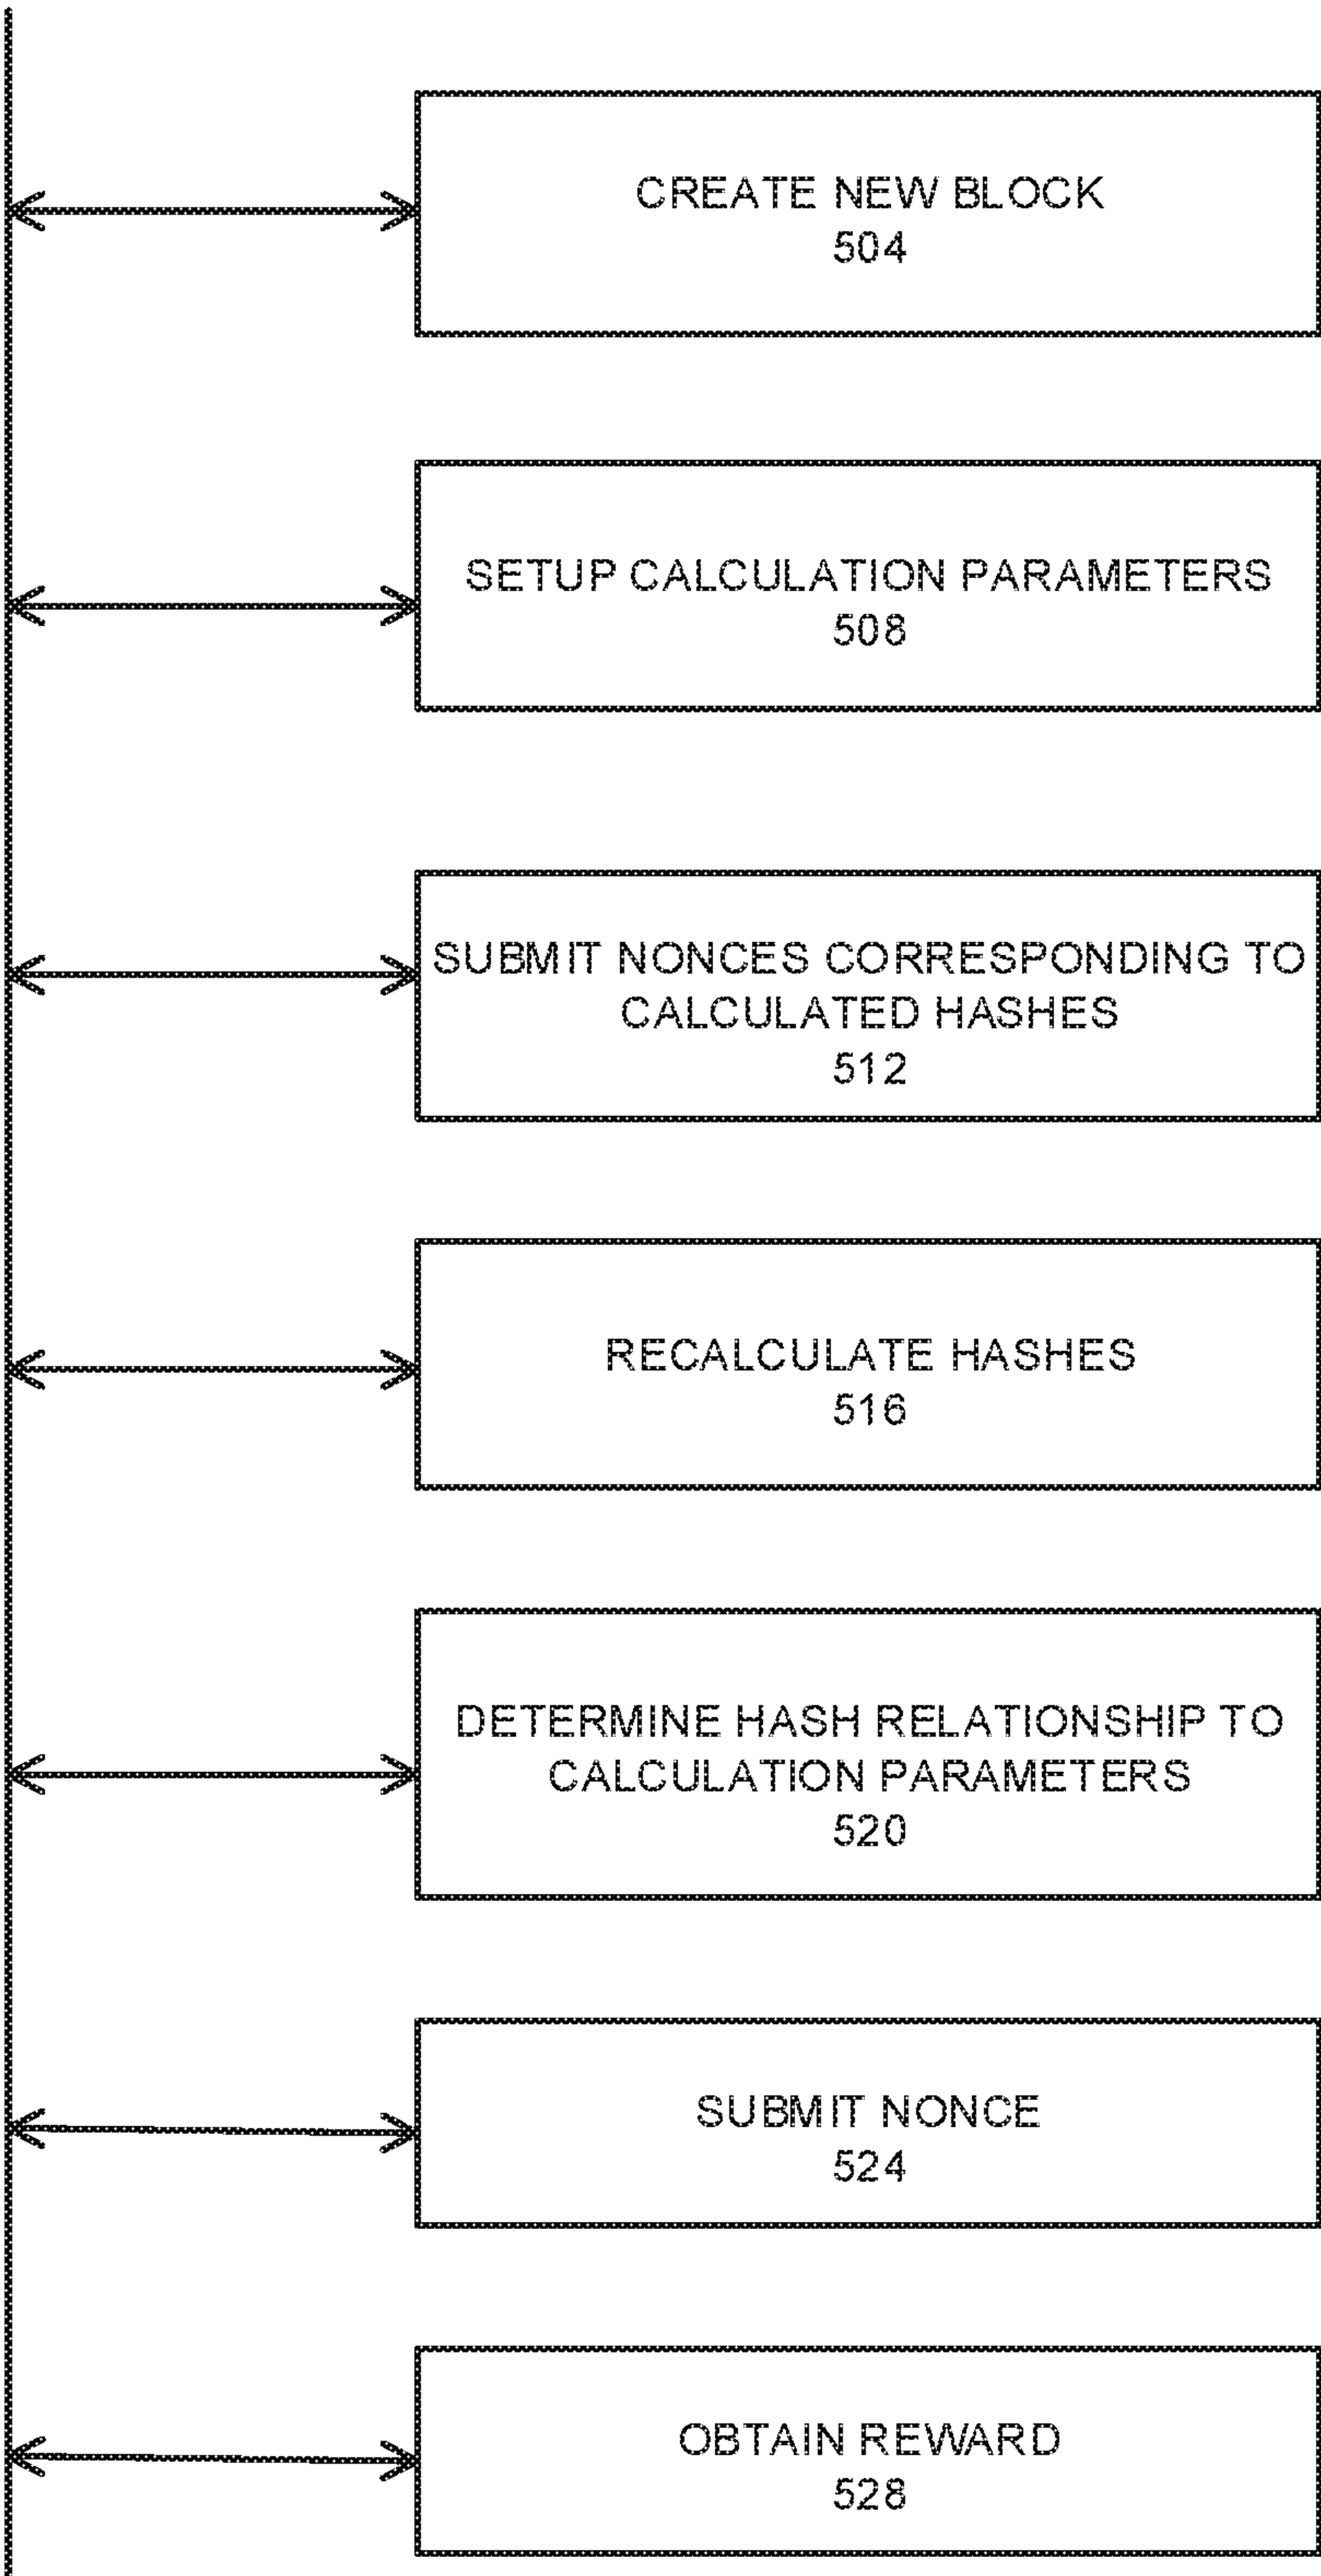 CREATE NEW BLOCK
504
SETUP CALCULATION PARAMETERS
508
SUBMIT NONCES CORRESPONDING TO
CALCULATED HASHES
512
RECALCULATE HASHES
516
DETERMINE HASH RELATIONSHIP TO
CALCULATION PARAMETERS
520
SUBMIT NONCE
524
OBTAIN REWARD
528